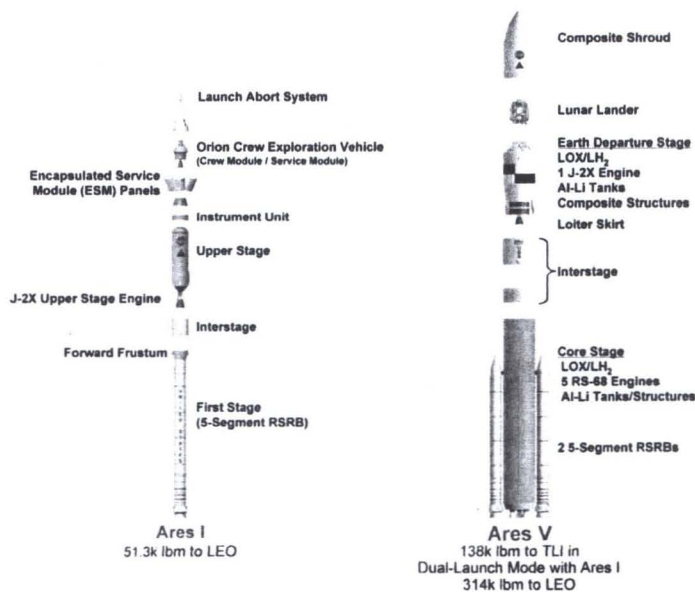 Launch Abort System
Orion Crew Exploration Vehicle
(Crew Module / Service Module)
Encapsulated Service
Module (ESM) Panels
Instrument Unit
Upper Stage
J-2X Upper Stage Engine
Interstage
Forward Frustum
First Stage
(5-Segment RSRB)
Ares I
51.3k lbm to LEO
Composite Shroud
Lunar Lander
Earth Departure Stage
LOX/LH₂
1 J-2X Engine
Al-Li Tanks
Composite Structures
Loiter Skirt
Interstage
Core Stage
LOX/LH₂
5 RS-68 Engines
Al-Li Tanks/Structures
2 5-Segment RSRBs
Ares V
138k lbm to TLI in
Dual-Launch Mode with Ares I
314k lbm to LEO